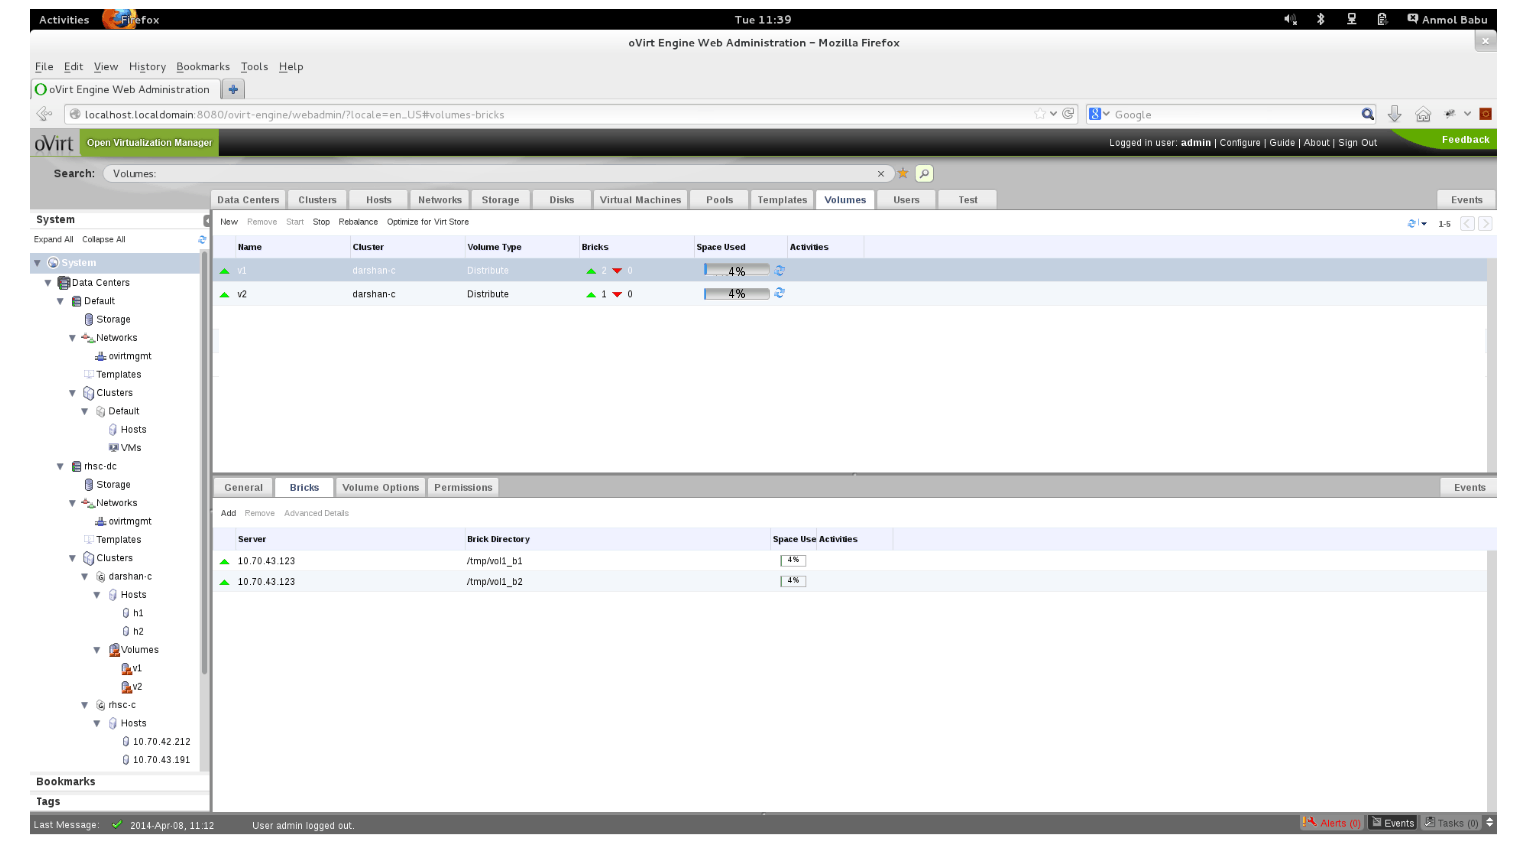 Activities Firefox Tue 11:39 Anmol Babu
oVirt Engine Web Administration - Mozilla Firefox
File Edit View History Bookmarks Tools Help
oVirt Engine Web Administration
localhost.localdomain:8080/ovirt-engine/webadmin/?locale=en_US#volumes-bricks Google
oVirt Open Virtualization Manager Logged in user: admin | Configure | Guide | About | Sign Out Feedback
Search: Volumes:
Data Centers Clusters Hosts Networks Storage Disks Virtual Machines Pools Templates Volumes Users Test Events
System
New Remove Start Stop Rebalance Optimize for Virt Store 1-5
Expand All Collapse All
Name Cluster Volume Type Bricks Space Used Activities
v1 darshan-c Distribute 2 0 4%
v2 darshan-c Distribute 1 0 4%
System
Data Centers
Default
Storage
Networks
ovirtmgmt
Templates
Clusters
Default
Hosts
VMs
rhsc-dc
Storage
Networks
ovirtmgmt
Templates
Clusters
darshan-c
Hosts
h1
h2
Volumes
v1
v2
rhsc-c
Hosts
10.70.42.212
10.70.43.191
Bookmarks
Tags
General Bricks Volume Options Permissions Events
Add Remove Advanced Details
Server Brick Directory Space Use Activities
10.70.43.123 /tmp/vol1_b1 4%
10.70.43.123 /tmp/vol1_b2 4%
Last Message: 2014-Apr-08, 11:12 User admin logged out. Alerts (0) Events Tasks (0)